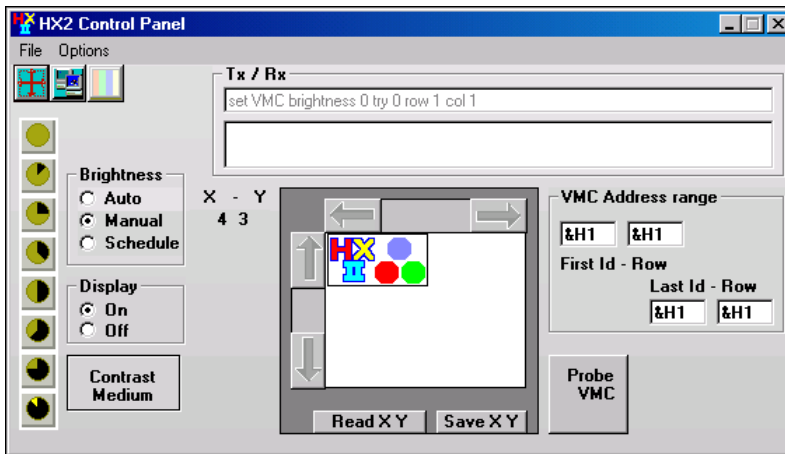 HX2 Control Panel
File Options
Tx / Rx
set VMC brightness 0 try 0 row 1 col 1
Brightness
Auto
Manual
Schedule
X - Y
4 3
Display
On
Off
Contrast
Medium
HX
II
Read X Y
Save X Y
VMC Address range
&H1 &H1
First Id - Row
Last Id - Row
&H1 &H1
Probe
VMC